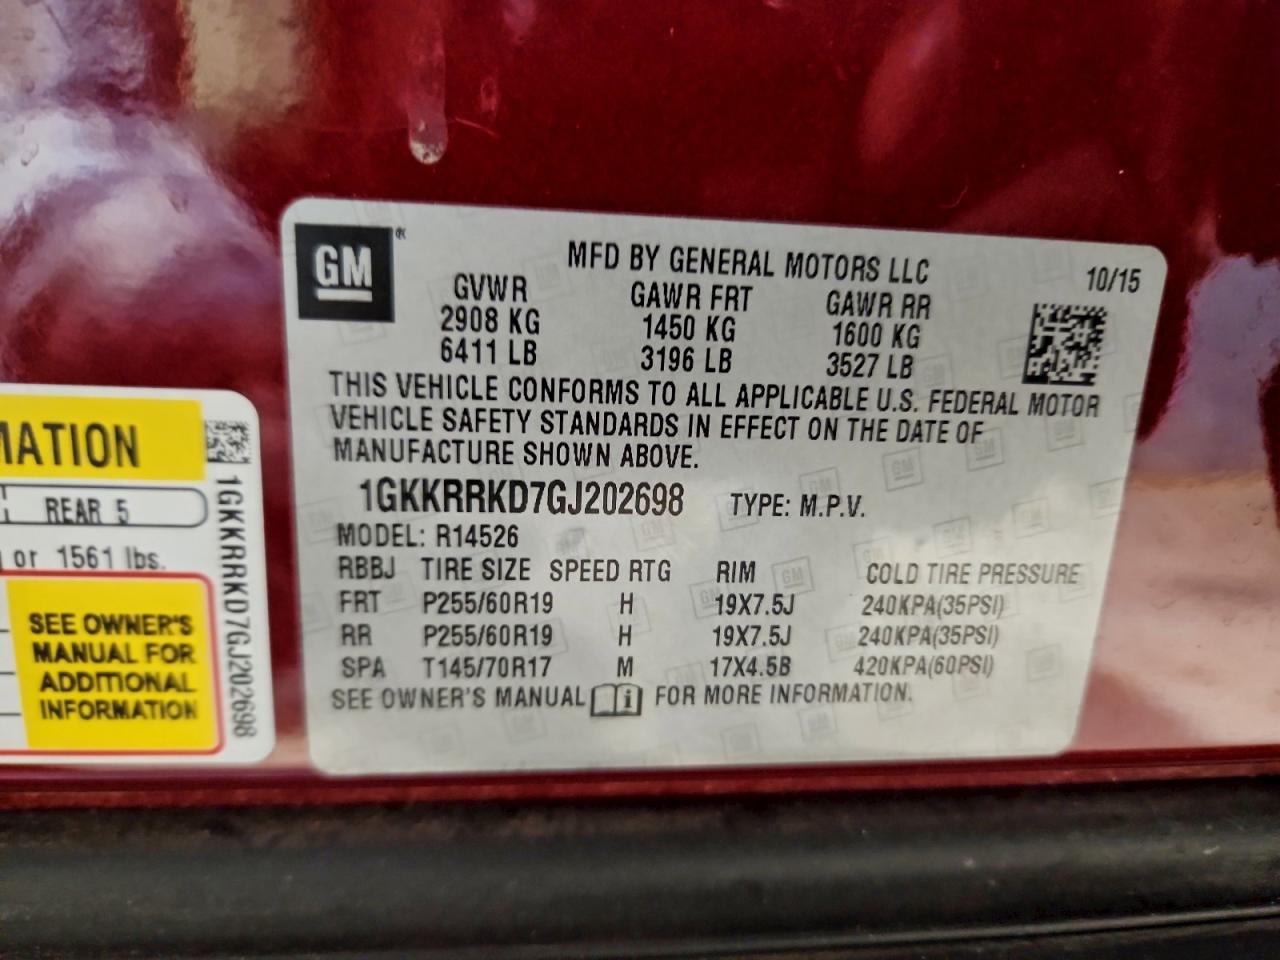 GM
MFD BY GENERAL MOTORS LLC
10/15
GVWR GAWR FRT GAWR RR
2908 KG 1450 KG 1600 KG
6411 LB 3196 LB 3527 LB
THIS VEHICLE CONFORMS TO ALL APPLICABLE U.S. FEDERAL MOTOR
VEHICLE SAFETY STANDARDS IN EFFECT ON THE DATE OF
MANUFACTURE SHOWN ABOVE.
1GKKRRKD7GJ202698 TYPE: M.P.V.
MODEL: R14526
RBBJ TIRE SIZE SPEED RTG RIM COLD TIRE PRESSURE
FRT P255/60R19 H 19X7.5J 240KPA(35PSI)
RR P255/60R19 H 19X7.5J 240KPA(35PSI)
SPA T145/70R17 M 17X4.5B 420KPA(60PSI)
SEE OWNER'S MANUAL FOR MORE INFORMATION.
MATION
REAR 5
or 1561 lbs.
SEE OWNER'S
MANUAL FOR
ADDITIONAL
INFORMATION
1GKKRRKD7GJ202698